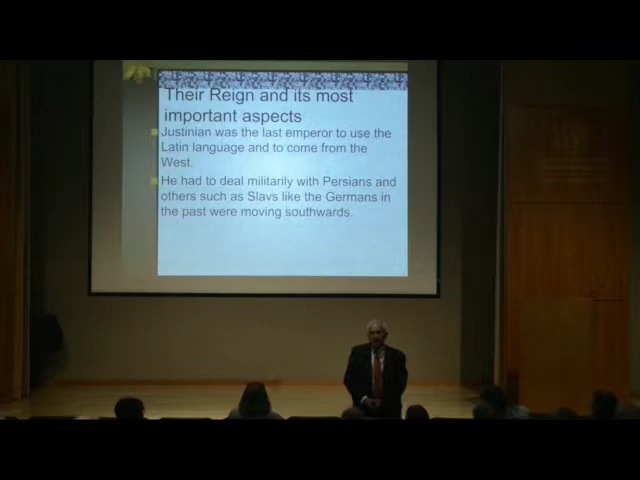 Their Reign and its most
important aspects
Justinian was the last emperor to use the
Latin language and to come from the
West.
He had to deal militarily with Persians and
others such as Slavs like the Germans in
the past were moving southwards.